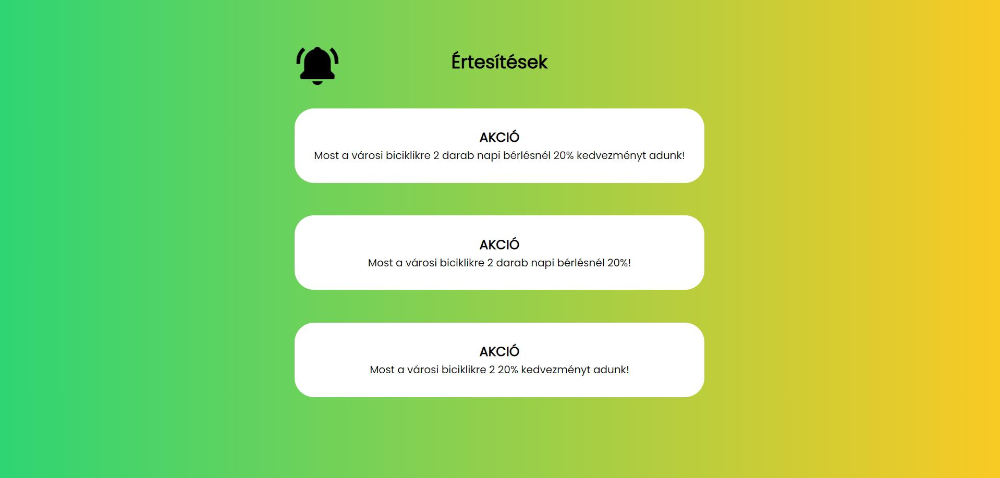 Értesítések
AKCIÓ
Most a városi biciklikre 2 darab napi bérlésnél 20% kedvezményt adunk!
AKCIÓ
Most a városi biciklikre 2 darab napi bérlésnél 20%!
AKCIÓ
Most a városi biciklikre 2 20% kedvezményt adunk!